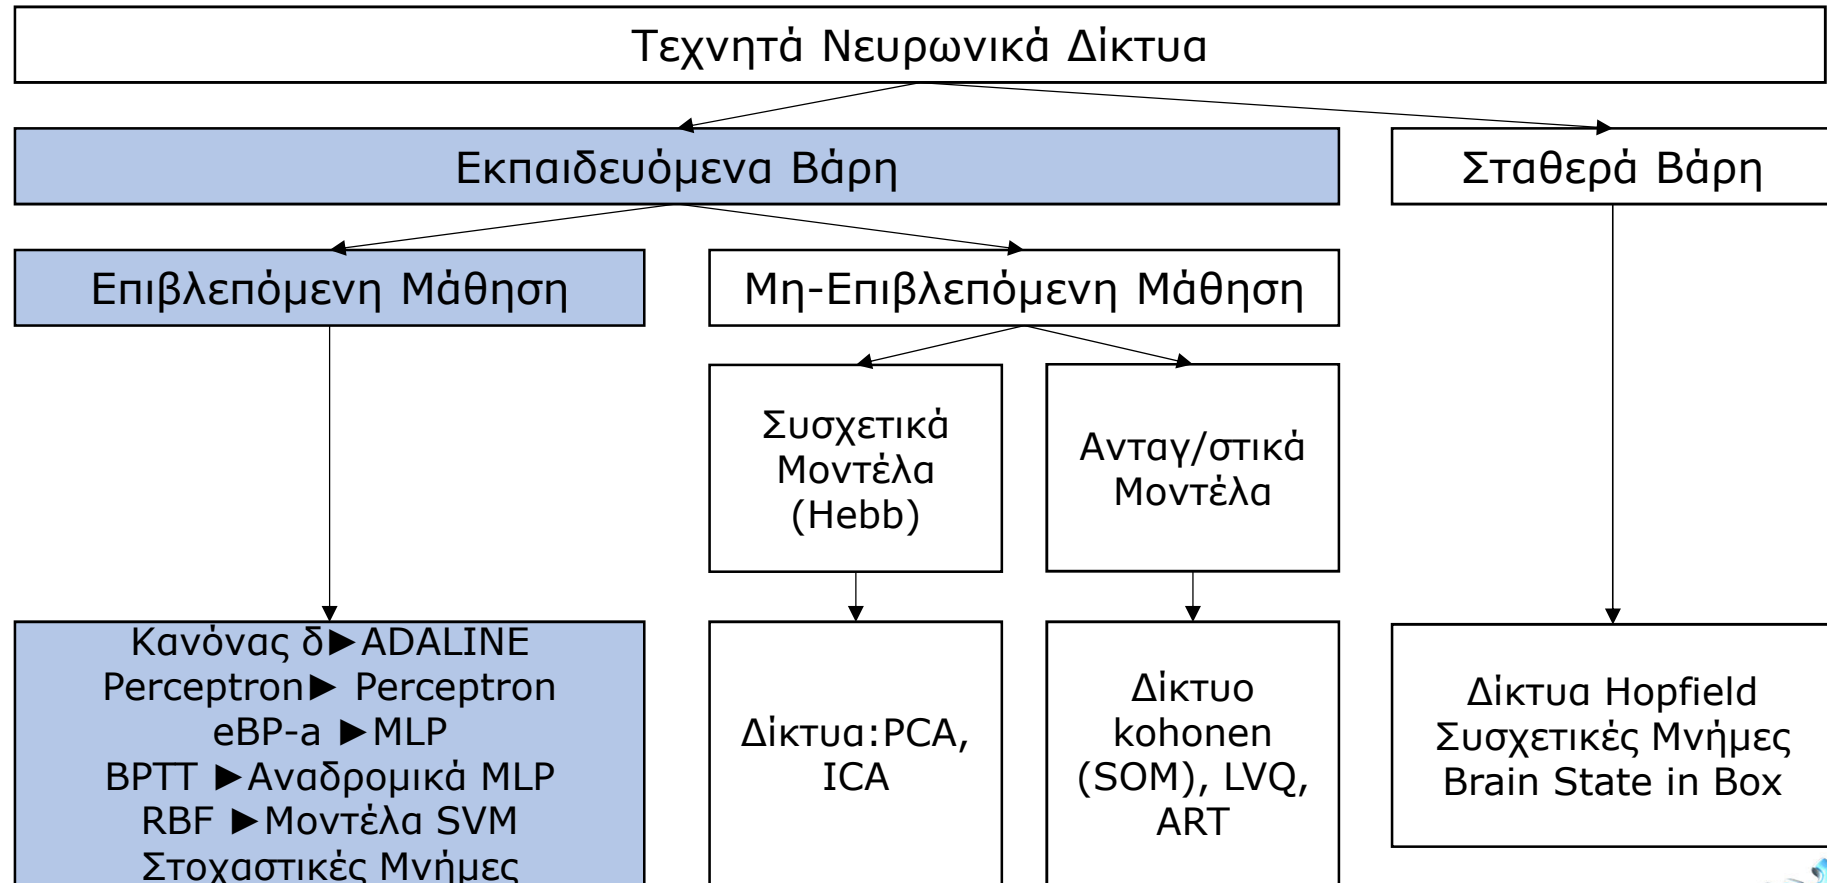 Τεχνητά Νευρωνικά Δίκτυα
Εκπαιδευόμενα Βάρη
Σταθερά Βάρη
Επιβλεπόμενη Μάθηση
Μη-Επιβλεπόμενη Μάθηση
Συσχετικά
Μοντέλα
(Hebb)
Ανταγ/στικά
Μοντέλα
Κανόνας δ►ADALINE
Perceptron► Perceptron
eBP-a ►MLP
BPTT ►Αναδρομικά MLP
RBF ►Μοντέλα SVM
Στοχαστικές Μνήμες
Δίκτυα:PCA,
ICA
Δίκτυο
kohonen
(SOM), LVQ,
ART
Δίκτυα Hopfield
Συσχετικές Μνήμες
Brain State in Box